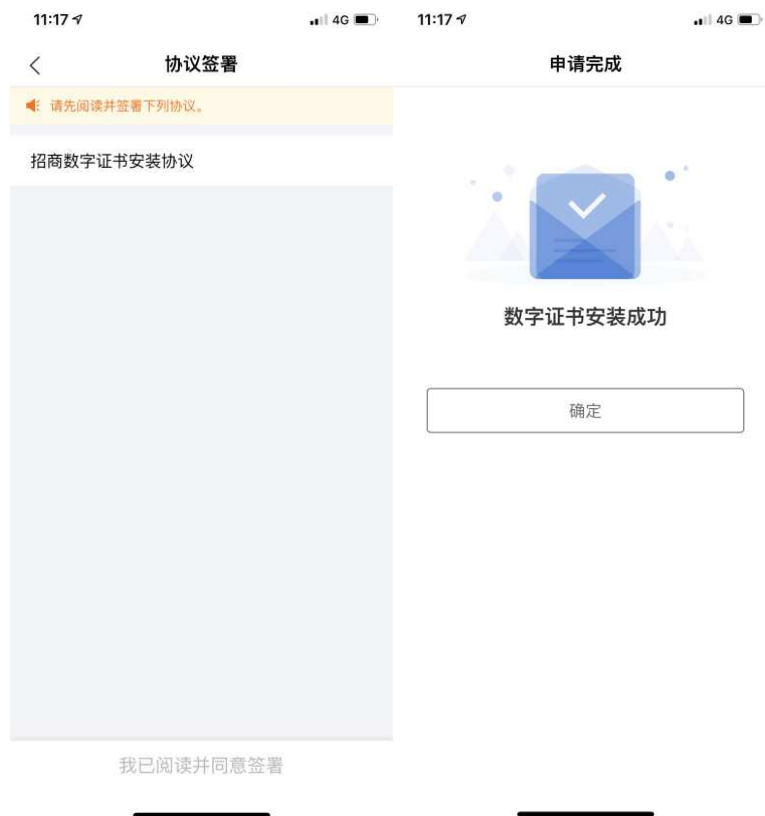 11:17
4G
协议签署
请先阅读并签署下列协议。
招商数字证书安装协议
我已阅读并同意签署
11:17
4G
申请完成
数字证书安装成功
确定